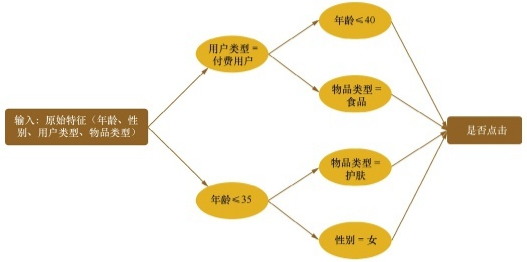 输入：原始特征（年龄、性
别、用户类型、物品类型）
用户类型 =
付费用户
年龄≤35
年龄≤40
物品类型 =
食品
物品类型 =
护肤
性别 = 女
是否点击